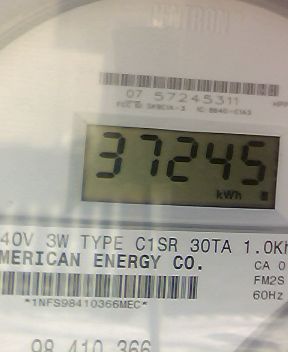 07 57245311
37245
kWh
40V 3W TYPE C1SR 30TA 1.0Kh
MERICAN ENERGY CO.
CA 0
FM2S
60Hz
*1NFS98410366MEC*
98 410 366